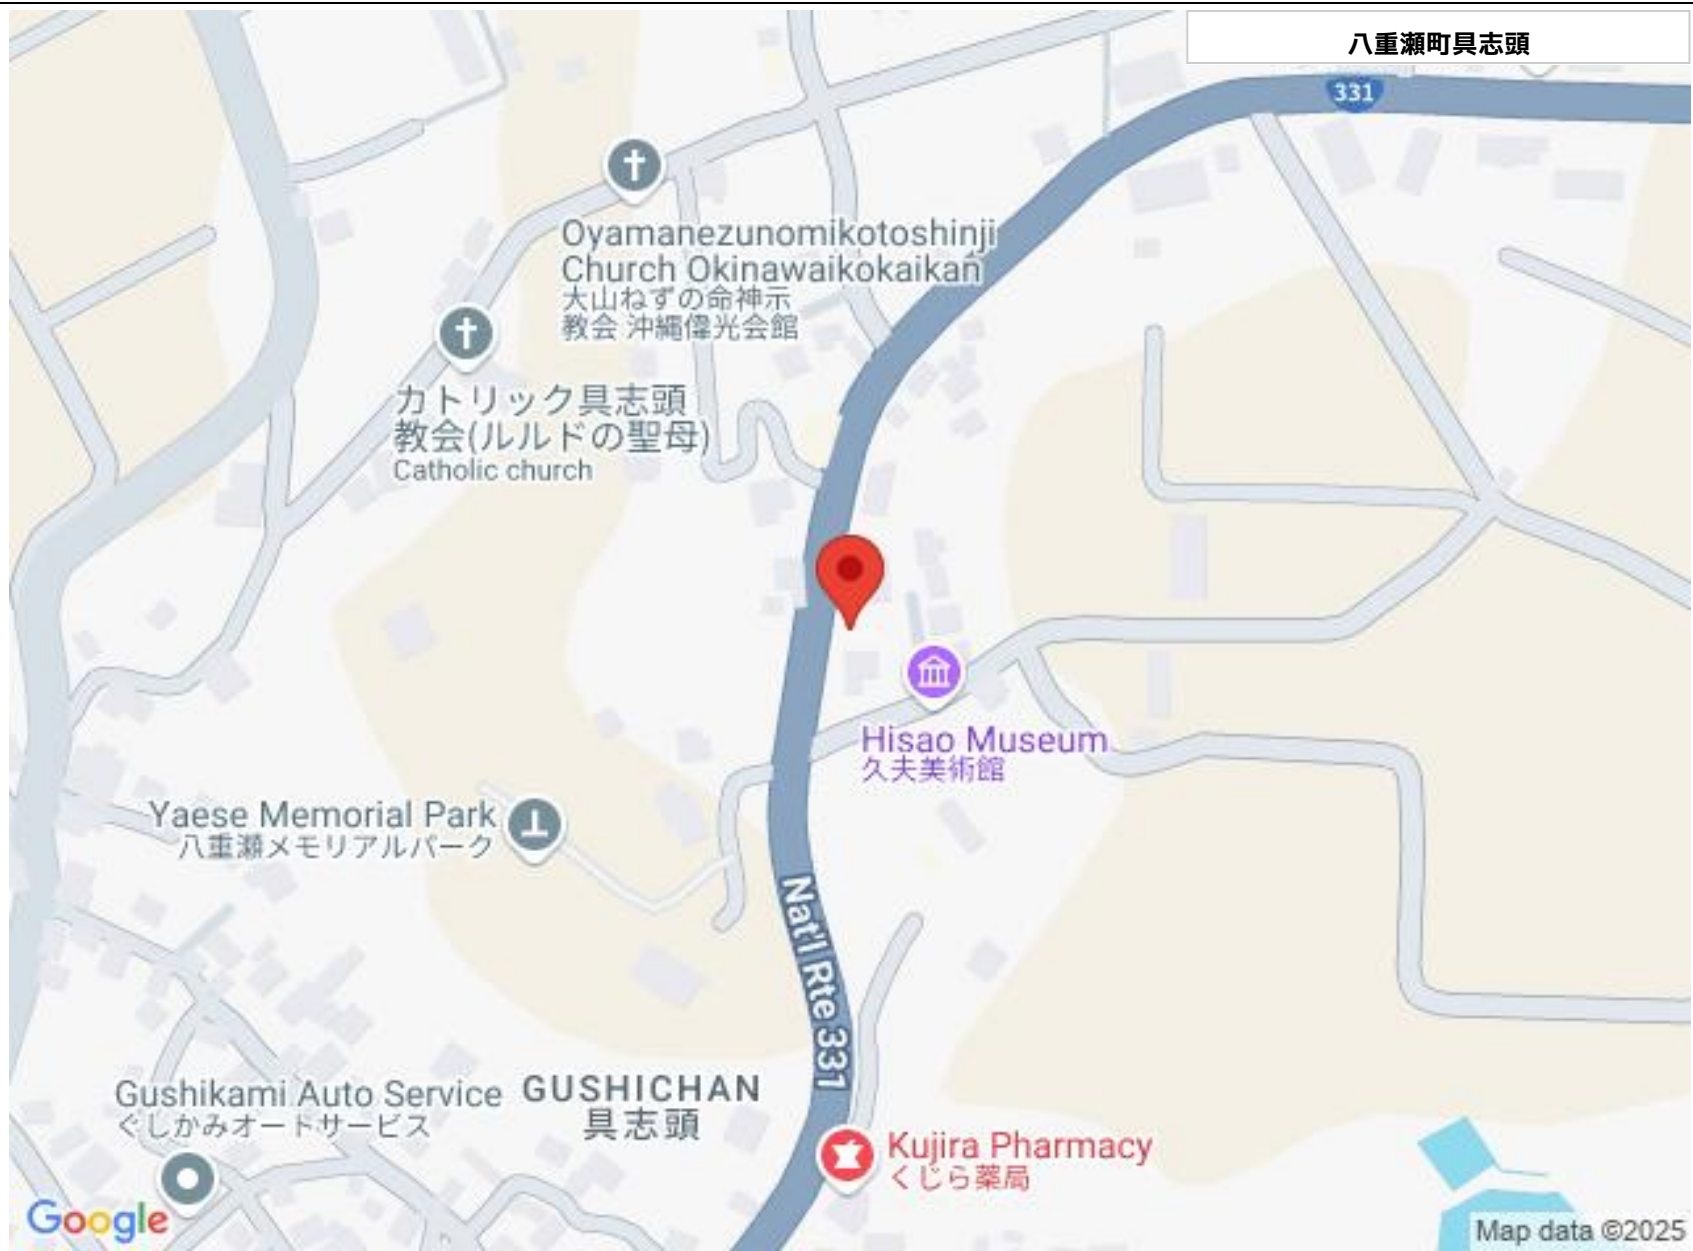 八重瀬町具志頭
331
Oyamanezunomikotoshinji
Church Okinawaikokaikan
大山ねずの命神示
教会 沖縄偉光会館
カトリック具志頭
教会(ルルドの聖母)
Catholic church
Hisao Museum
久夫美術館
Yaese Memorial Park
八重瀬メモリアルパーク
Nat'l Rte 331
Gushikami Auto Service
ぐしかみオートサービス
GUSHICHAN
具志頭
Kujira Pharmacy
くじら薬局
Google
Map data ©2025